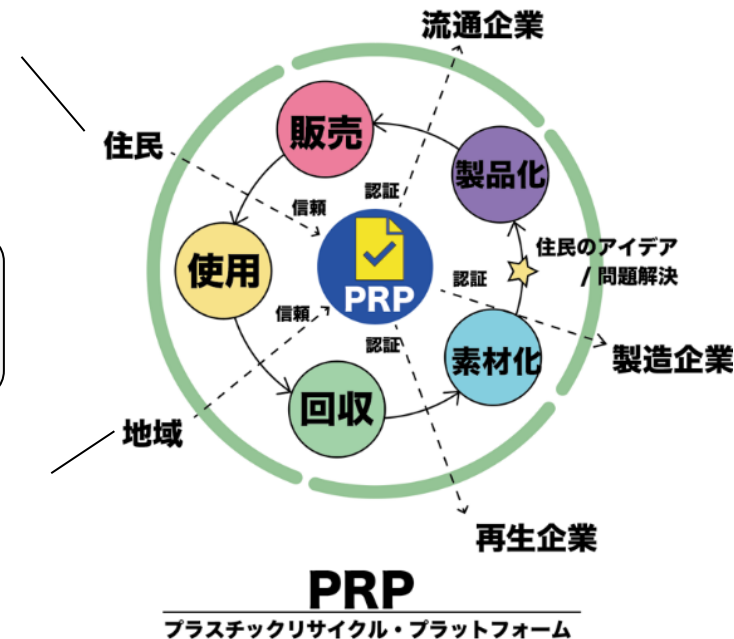 流通企業
販売
住民
製品化
認証
信頼
住民のアイデア
/ 問題解決
使用
認証
PRP
信頼
認証
素材化
製造企業
回収
地域
再生企業
PRP
プラスチックリサイクル・プラットフォーム